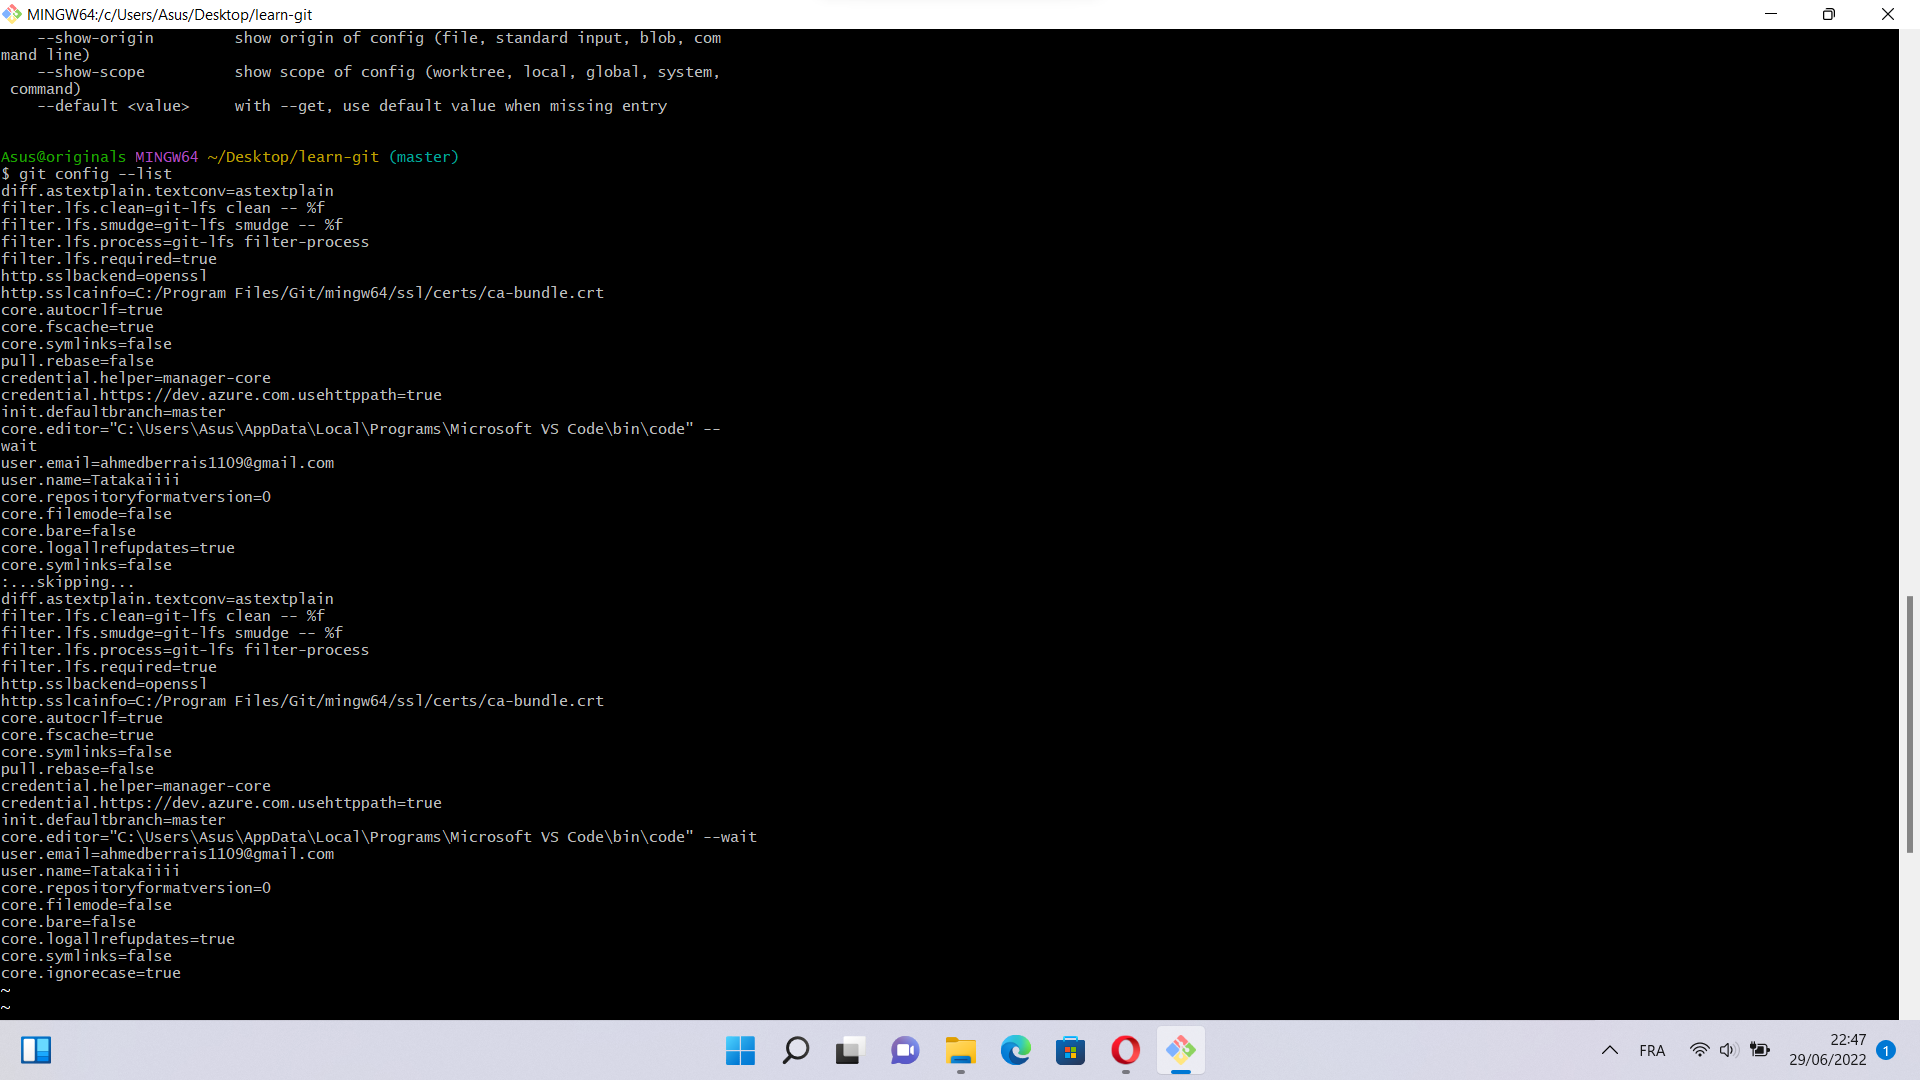 MINGW64:/c/Users/Asus/Desktop/learn-git
    --show-origin         show origin of config (file, standard input, blob, com
mand line)
    --show-scope          show scope of config (worktree, local, global, system,
 command)
    --default <value>     with --get, use default value when missing entry
Asus@originals MINGW64 ~/Desktop/learn-git (master)
$ git config --list
diff.astextplain.textconv=astextplain
filter.lfs.clean=git-lfs clean -- %f
filter.lfs.smudge=git-lfs smudge -- %f
filter.lfs.process=git-lfs filter-process
filter.lfs.required=true
http.sslbackend=openssl
http.sslcainfo=C:/Program Files/Git/mingw64/ssl/certs/ca-bundle.crt
core.autocrlf=true
core.fscache=true
core.symlinks=false
pull.rebase=false
credential.helper=manager-core
credential.https://dev.azure.com.usehttppath=true
init.defaultbranch=master
core.editor="C:\Users\Asus\AppData\Local\Programs\Microsoft VS Code\bin\code" --
wait
user.email=ahmedberrais1109@gmail.com
user.name=Tatakaiiii
core.repositoryformatversion=0
core.filemode=false
core.bare=false
core.logallrefupdates=true
core.symlinks=false
:...skipping...
diff.astextplain.textconv=astextplain
filter.lfs.clean=git-lfs clean -- %f
filter.lfs.smudge=git-lfs smudge -- %f
filter.lfs.process=git-lfs filter-process
filter.lfs.required=true
http.sslbackend=openssl
http.sslcainfo=C:/Program Files/Git/mingw64/ssl/certs/ca-bundle.crt
core.autocrlf=true
core.fscache=true
core.symlinks=false
pull.rebase=false
credential.helper=manager-core
credential.https://dev.azure.com.usehttppath=true
init.defaultbranch=master
core.editor="C:\Users\Asus\AppData\Local\Programs\Microsoft VS Code\bin\code" --wait
user.email=ahmedberrais1109@gmail.com
user.name=Tatakaiiii
core.repositoryformatversion=0
core.filemode=false
core.bare=false
core.logallrefupdates=true
core.symlinks=false
core.ignorecase=true
~
~
FRA
22:47
29/06/2022
1